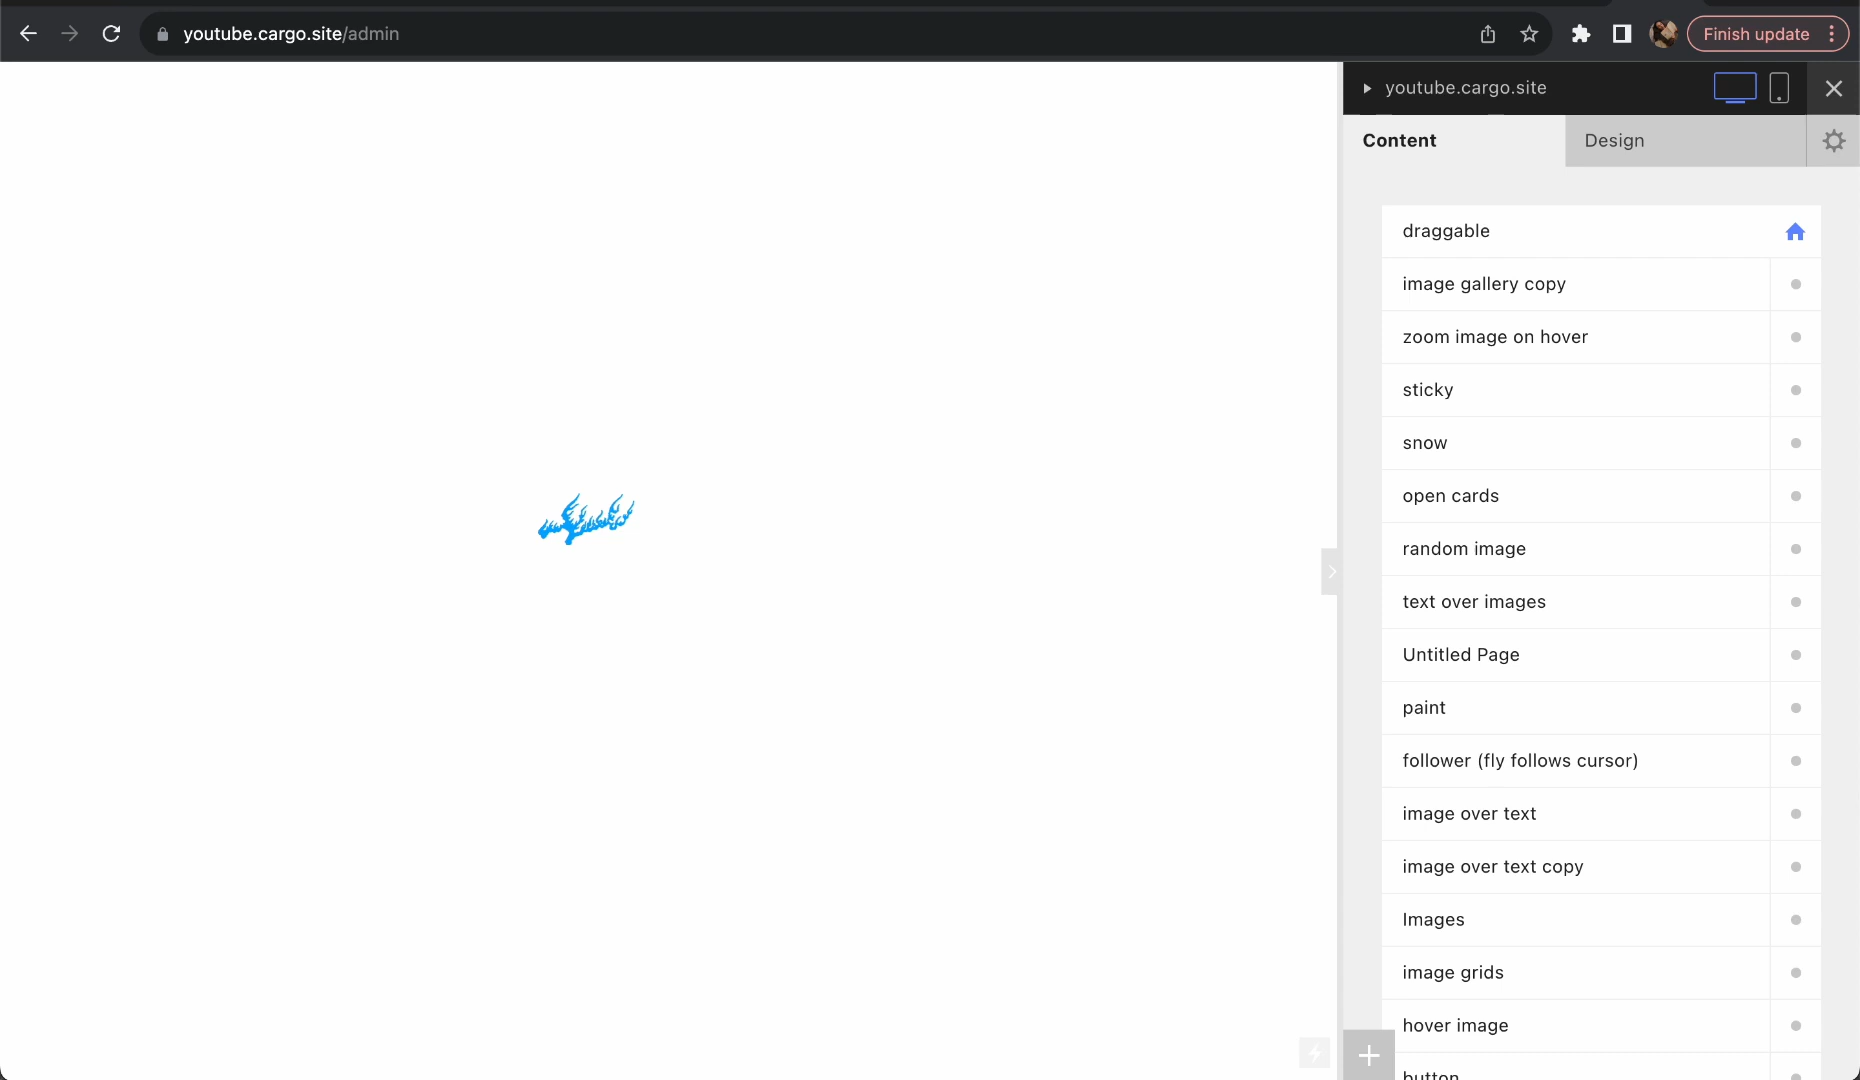 youtube.cargo.site/admin
Finish update
youtube.cargo.site
Content
Design
draggable
image gallery copy
zoom image on hover
sticky
snow
open cards
random image
text over images
Untitled Page
paint
follower (fly follows cursor)
image over text
image over text copy
Images
image grids
hover image
button